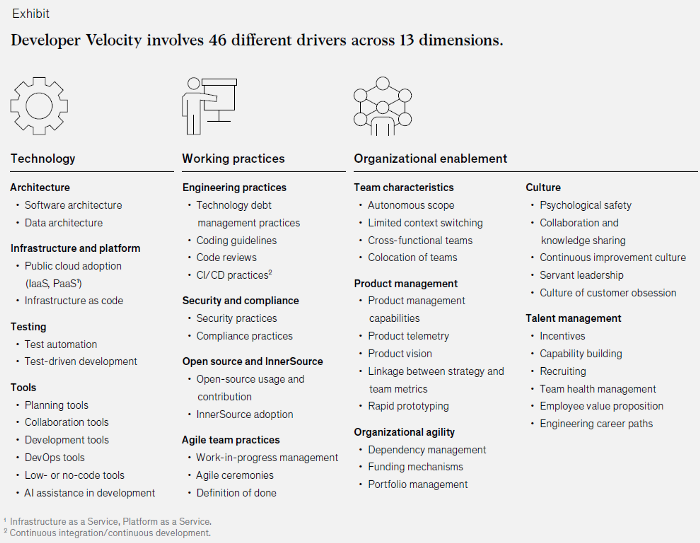 Exhibit
Developer Velocity involves 46 different drivers across 13 dimensions.
Technology
Architecture
• Software architecture
• Data architecture
Infrastructure and platform
• Public cloud adoption
(IaaS, PaaS¹)
• Infrastructure as code
Testing
• Test automation
• Test-driven development
Tools
• Planning tools
• Collaboration tools
• Development tools
• DevOps tools
• Low- or no-code tools
• AI assistance in development
Working practices
Engineering practices
• Technology debt
management practices
• Coding guidelines
• Code reviews
• CI/CD practices²
Security and compliance
• Security practices
• Compliance practices
Open source and InnerSource
• Open-source usage and
contribution
• InnerSource adoption
Agile team practices
• Work-in-progress management
• Agile ceremonies
• Definition of done
Organizational enablement
Team characteristics
• Autonomous scope
• Limited context switching
• Cross-functional teams
• Colocation of teams
Product management
• Product management
capabilities
• Product telemetry
• Product vision
• Linkage between strategy and
team metrics
• Rapid prototyping
Organizational agility
• Dependency management
• Funding mechanisms
• Portfolio management
Culture
• Psychological safety
• Collaboration and
knowledge sharing
• Continuous improvement culture
• Servant leadership
• Culture of customer obsession
Talent management
• Incentives
• Capability building
• Recruiting
• Team health management
• Employee value proposition
• Engineering career paths
¹ Infrastructure as a Service, Platform as a Service.
² Continuous integration/continuous development.